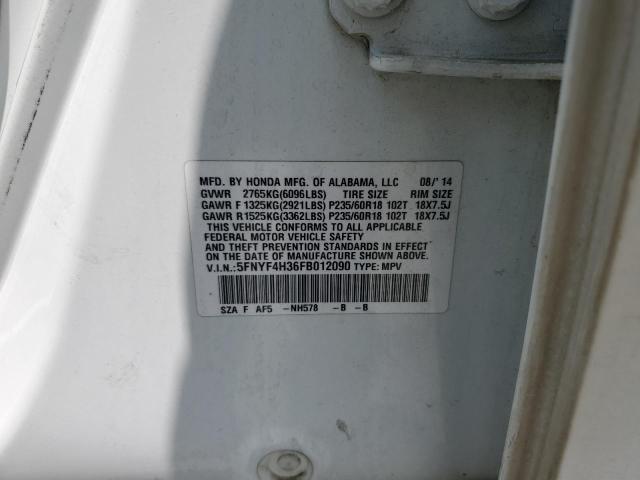 MFD. BY HONDA MFG. OF ALABAMA, LLC 08/'14
GVWR 2765KG(6096LBS) TIRE SIZE RIM SIZE
GAWR F 1325KG(2921LBS) P235/60R18 102T 18X7.5J
GAWR R 1525KG(3362LBS) P235/60R18 102T 18X7.5J
THIS VEHICLE CONFORMS TO ALL APPLICABLE
FEDERAL MOTOR VEHICLE SAFETY
AND THEFT PREVENTION STANDARDS IN EFFECT ON
THE DATE OF MANUFACTURE SHOWN ABOVE.
V.I.N.: 5FNYF4H36FB012090 TYPE: MPV
SZA F AF5 -NH578 -B -B